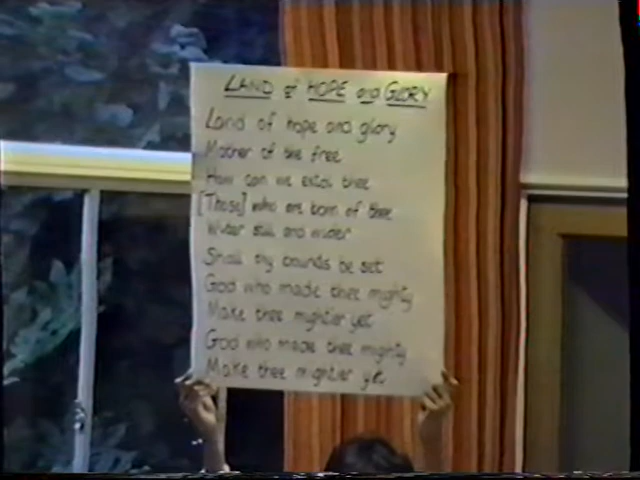 LAND of HOPE and GLORY
Land of hope and glory
Mother of the free
How can we extol thee
[Those] who are born of thee
Wider still and wider
Shall thy bounds be set
God who made thee mighty
Make thee mightier yet
God who made thee mighty
Make thee mightier yet